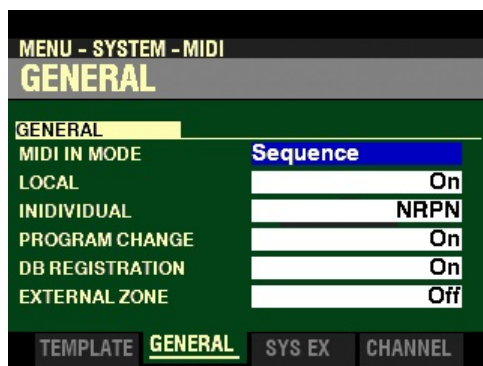 MENU - SYSTEM - MIDI
GENERAL
GENERAL
MIDI IN MODE Sequence
LOCAL On
INIDIVIDUAL NRPN
PROGRAM CHANGE On
DB REGISTRATION On
EXTERNAL ZONE Off
TEMPLATE GENERAL SYS EX CHANNEL